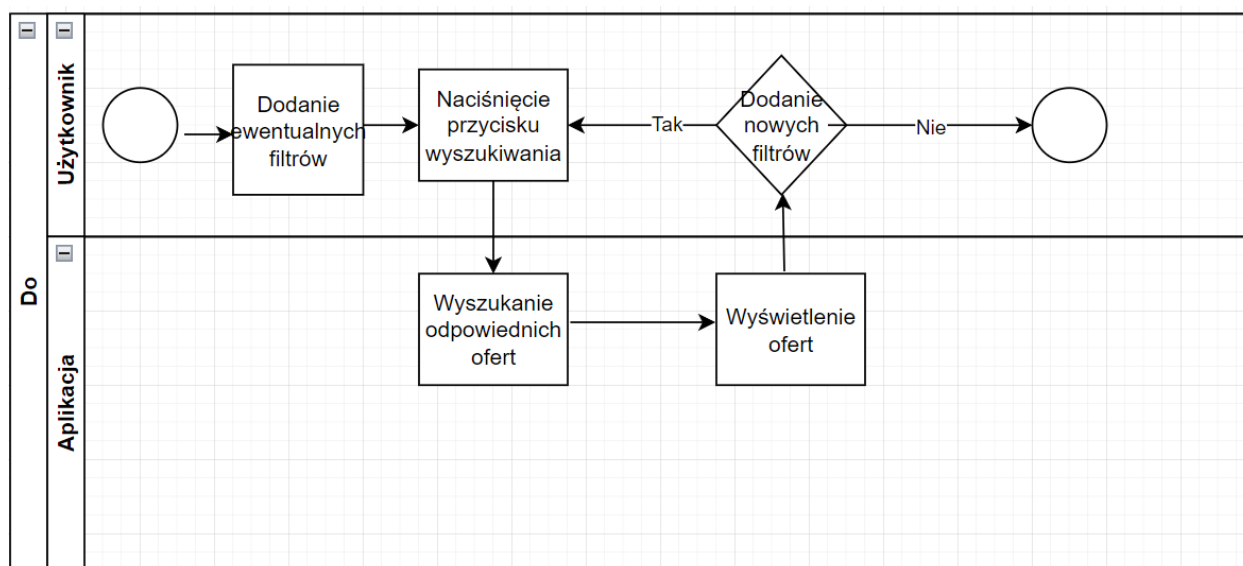 Do
Użytkownik
Dodanie
ewentualnych
filtrów
Naciśnięcie
przycisku
wyszukiwania
Tak
Dodanie
nowych
filtrów
Nie
Aplikacja
Wyszukanie
odpowiednich
ofert
Wyświetlenie
ofert